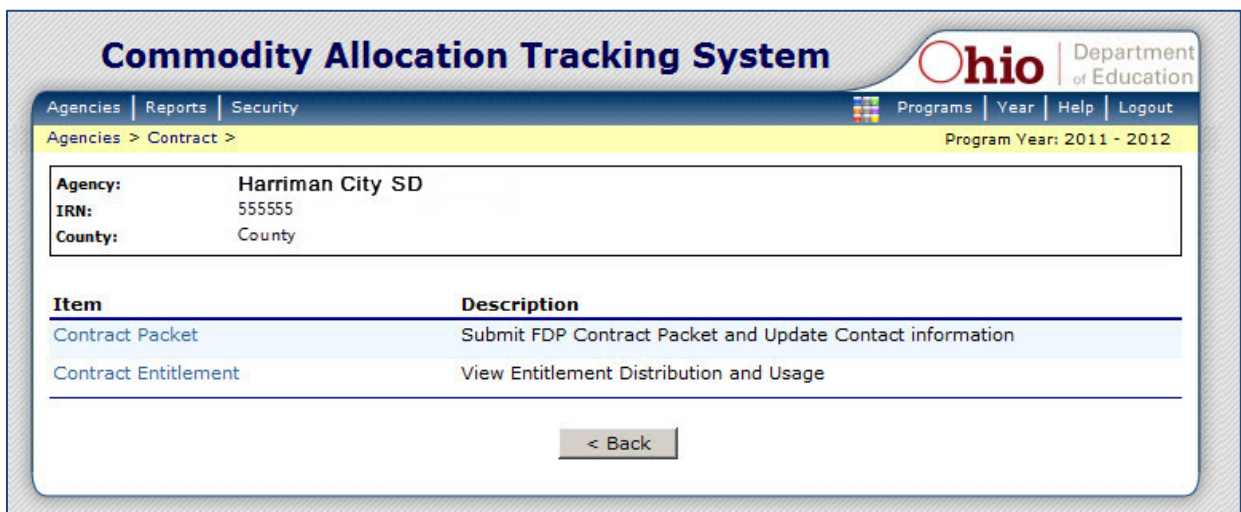 Commodity Allocation Tracking System
Ohio
Department
of Education
Agencies | Reports | Security
Programs | Year | Help | Logout
Agencies > Contract >
Program Year: 2011 - 2012
Agency: Harriman City SD
IRN: 555555
County: County
Item Description
Contract Packet Submit FDP Contract Packet and Update Contact information
Contract Entitlement View Entitlement Distribution and Usage
< Back